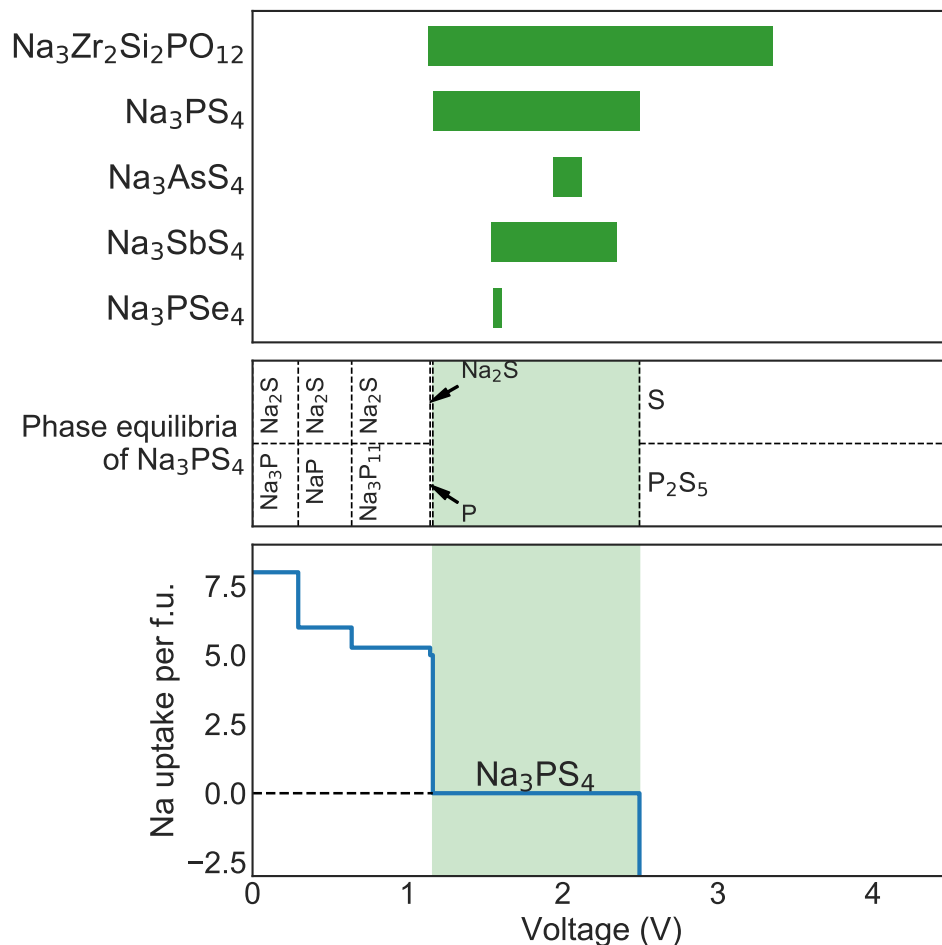 Na₃Zr₂Si₂PO₁₂
Na₃PS₄
Na₃AsS₄
Na₃SbS₄
Na₃PSe₄
Phase equilibria
of Na₃PS₄
Na₂S
Na₂S
Na₂S
Na₂S
S
Na₃P
NaP
Na₃P₁₁
P
P₂S₅
Na uptake per f.u.
7.5
5.0
2.5
0.0
−2.5
Na₃PS₄
0 1 2 3 4
Voltage (V)